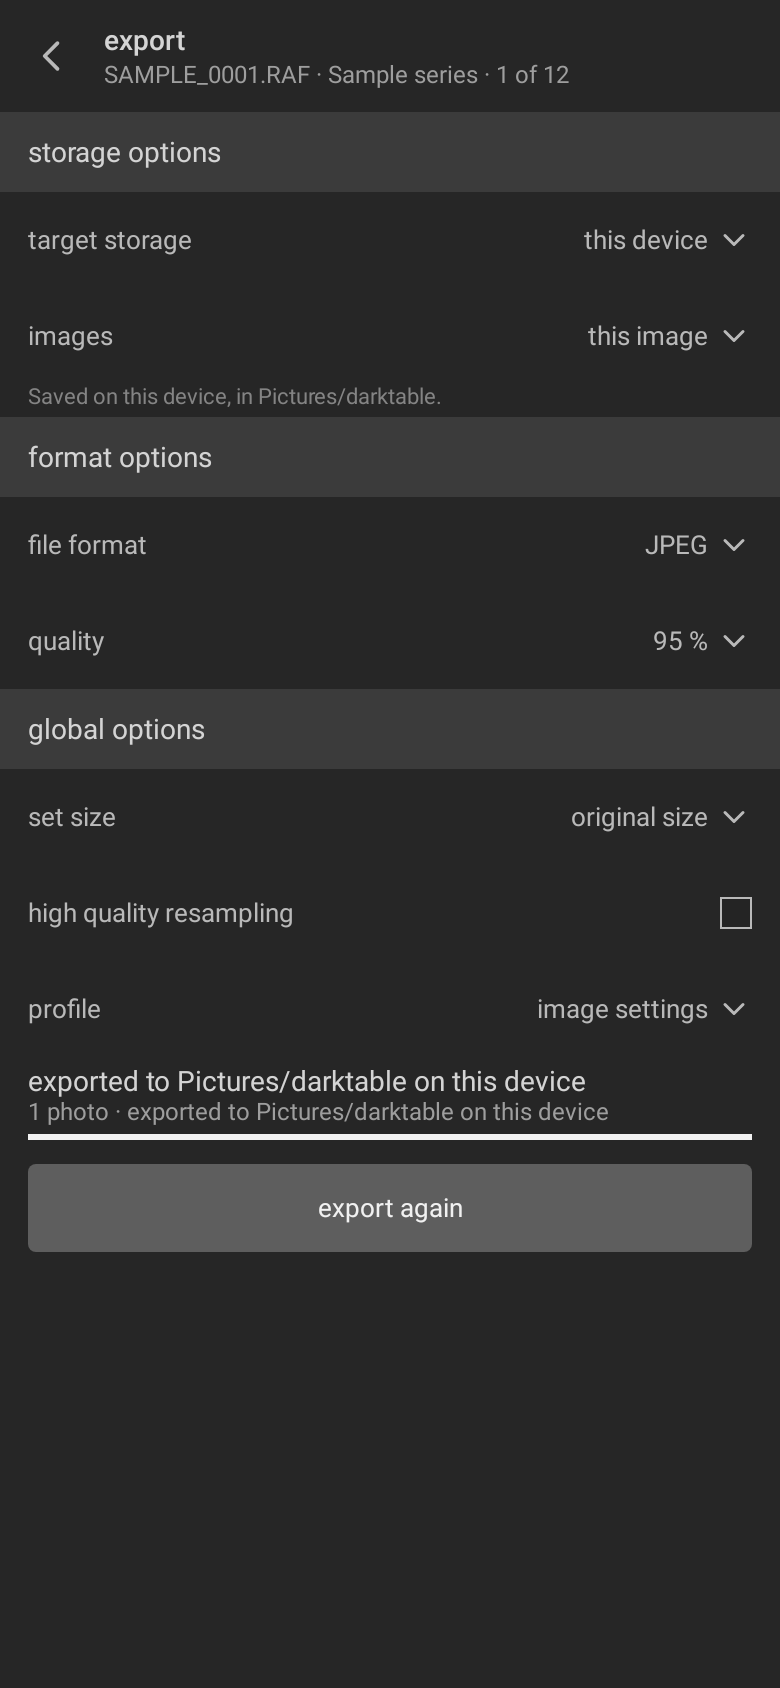 export
SAMPLE_0001.RAF · Sample series · 1 of 12
storage options
target storage this device
images this image
Saved on this device, in Pictures/darktable.
format options
file format JPEG
quality 95 %
global options
set size original size
high quality resampling
profile image settings
exported to Pictures/darktable on this device
1 photo · exported to Pictures/darktable on this device
export again